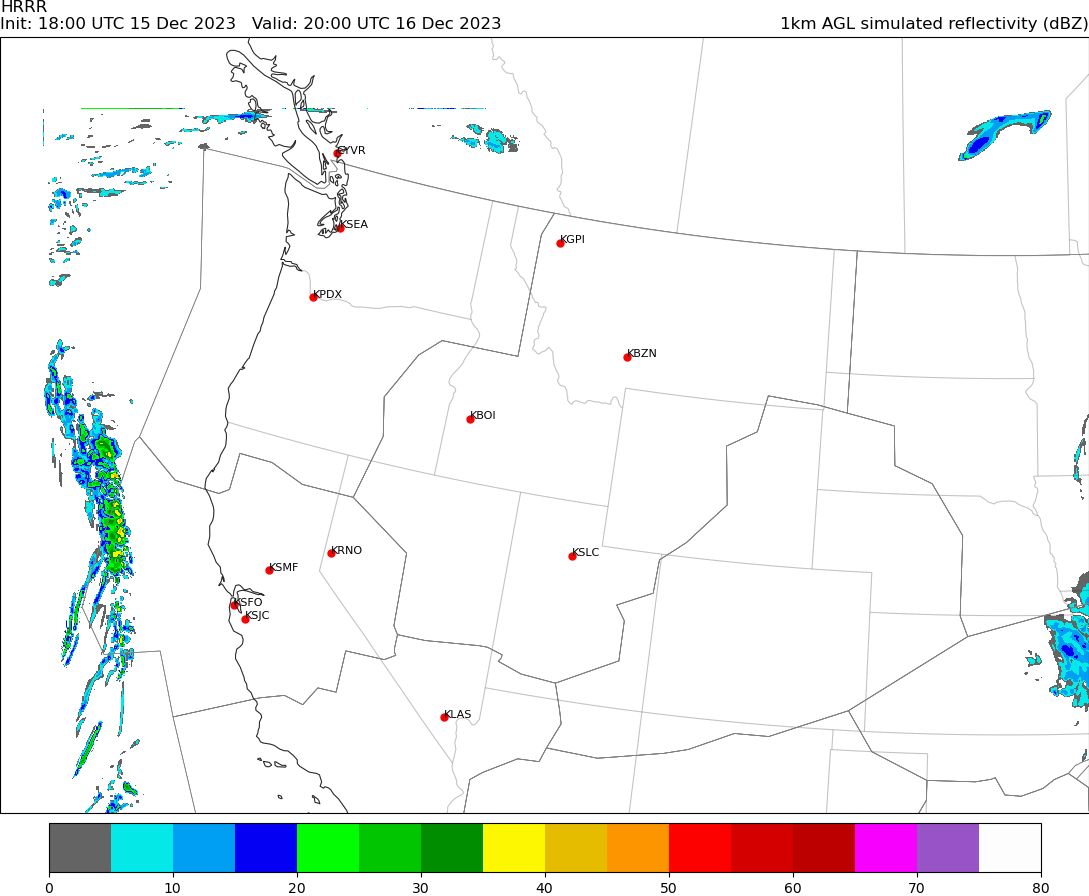 HRRR
Init: 18:00 UTC 15 Dec 2023   Valid: 20:00 UTC 16 Dec 2023   1km AGL simulated reflectivity (dBZ)
CYVR
KSEA
KGPI
KPDX
KBZN
KBOI
KRNO
KSLC
KSMF
KSFO
KSJC
KLAS
0 10 20 30 40 50 60 70 80